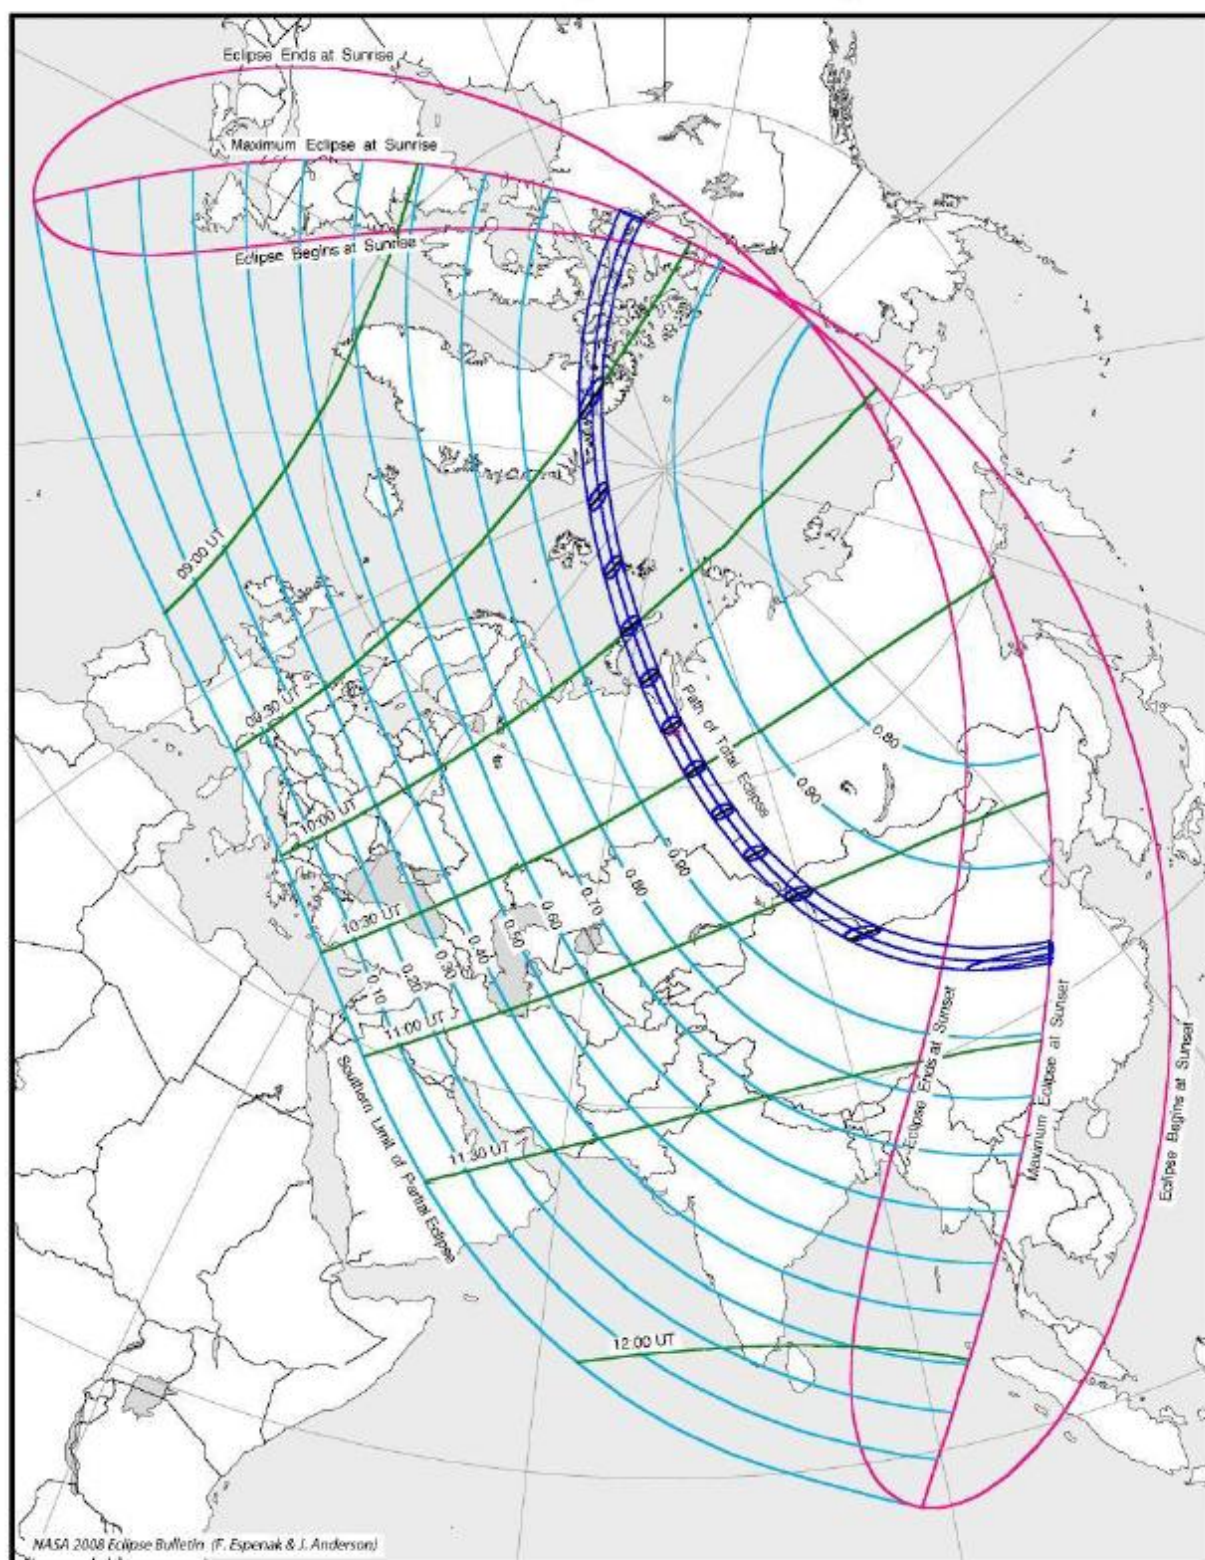 Eclipse Ends at Sunrise
Maximum Eclipse at Sunrise
Eclipse Begins at Sunrise
09:00 UT
09:30 UT
10:00 UT
Path of Total Eclipse
0.80
0.90
0.90
0.80
0.70
0.60
0.50
0.40
0.30
0.20
0.10
10:30 UT
11:00 UT
11:30 UT
12:00 UT
Southern Limit of Partial Eclipse
Eclipse Ends at Sunset
Maximum Eclipse at Sunset
Eclipse Begins at Sunset
NASA 2008 Eclipse Bulletin (F. Espenak & J. Anderson)